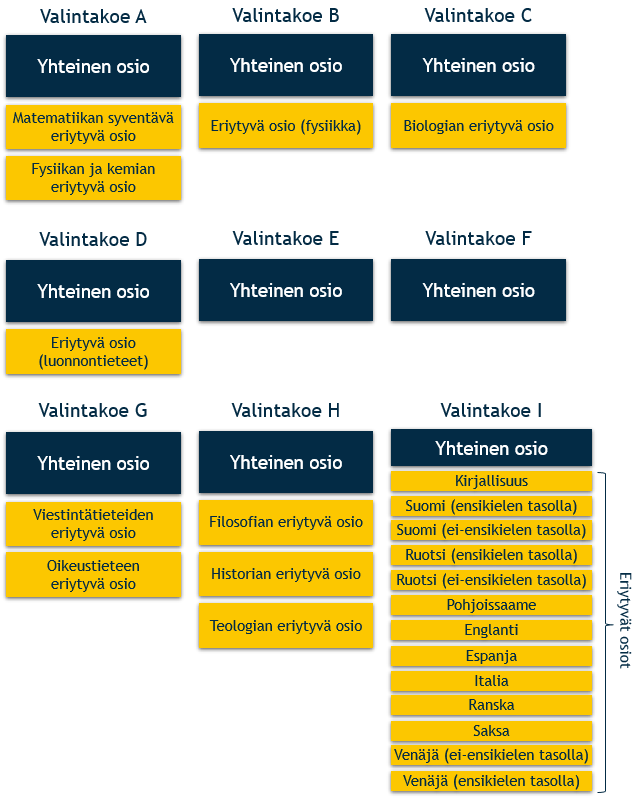 Valintakoe A
Yhteinen osio
Matematiikan syventävä
eriytyvä osio
Fysiikan ja kemian
eriytyvä osio
Valintakoe B
Yhteinen osio
Eriytyvä osio (fysiikka)
Valintakoe C
Yhteinen osio
Biologian eriytyvä osio
Valintakoe D
Yhteinen osio
Eriytyvä osio
(luonnontieteet)
Valintakoe E
Yhteinen osio
Valintakoe F
Yhteinen osio
Valintakoe G
Yhteinen osio
Viestintätieteiden
eriytyvä osio
Oikeustieteen
eriytyvä osio
Valintakoe H
Yhteinen osio
Filosofian eriytyvä osio
Historian eriytyvä osio
Teologian eriytyvä osio
Valintakoe I
Yhteinen osio
Kirjallisuus
Suomi (ensikielen tasolla)
Suomi (ei-ensikielen tasolla)
Ruotsi (ensikielen tasolla)
Ruotsi (ei-ensikielen tasolla)
Pohjoissaame
Englanti
Espanja
Italia
Ranska
Saksa
Venäjä (ei-ensikielen tasolla)
Venäjä (ensikielen tasolla)
Eriytyvät osiot